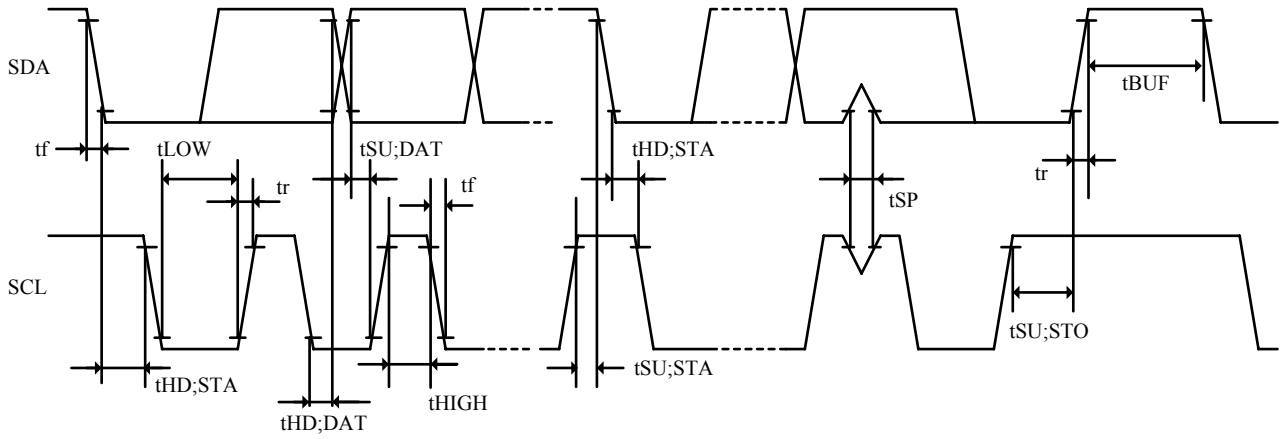 SDA
tBUF
tf
tLOW
tSU;DAT
tHD;STA
tr
tf
tSP
tr
SCL
tHD;STA
tHD;DAT
tHIGH
tSU;STA
tSU;STO